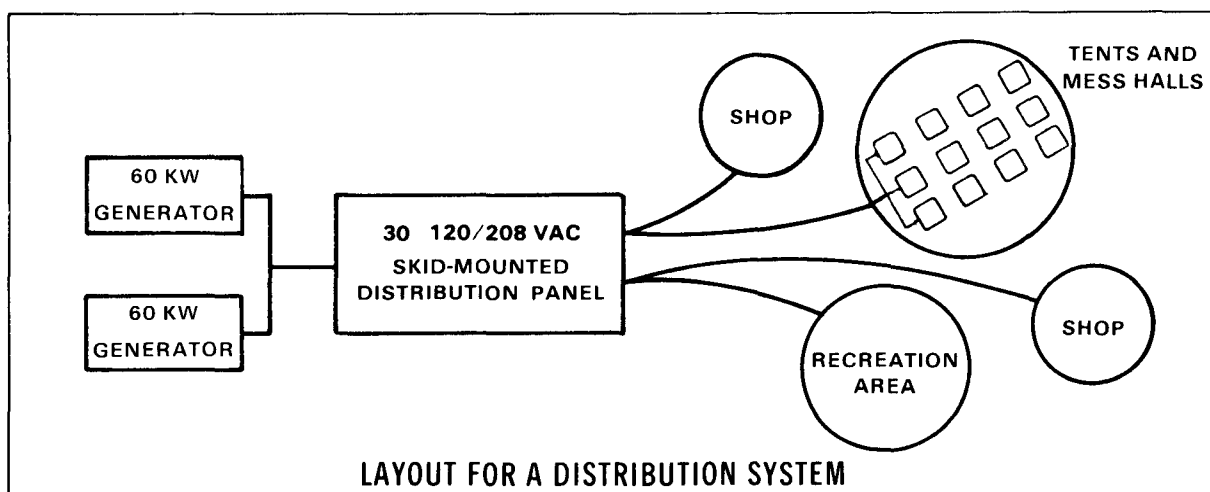 60 KW
GENERATOR
60 KW
GENERATOR
30 120/208 VAC
SKID-MOUNTED
DISTRIBUTION PANEL
SHOP
TENTS AND
MESS HALLS
SHOP
RECREATION
AREA
LAYOUT FOR A DISTRIBUTION SYSTEM